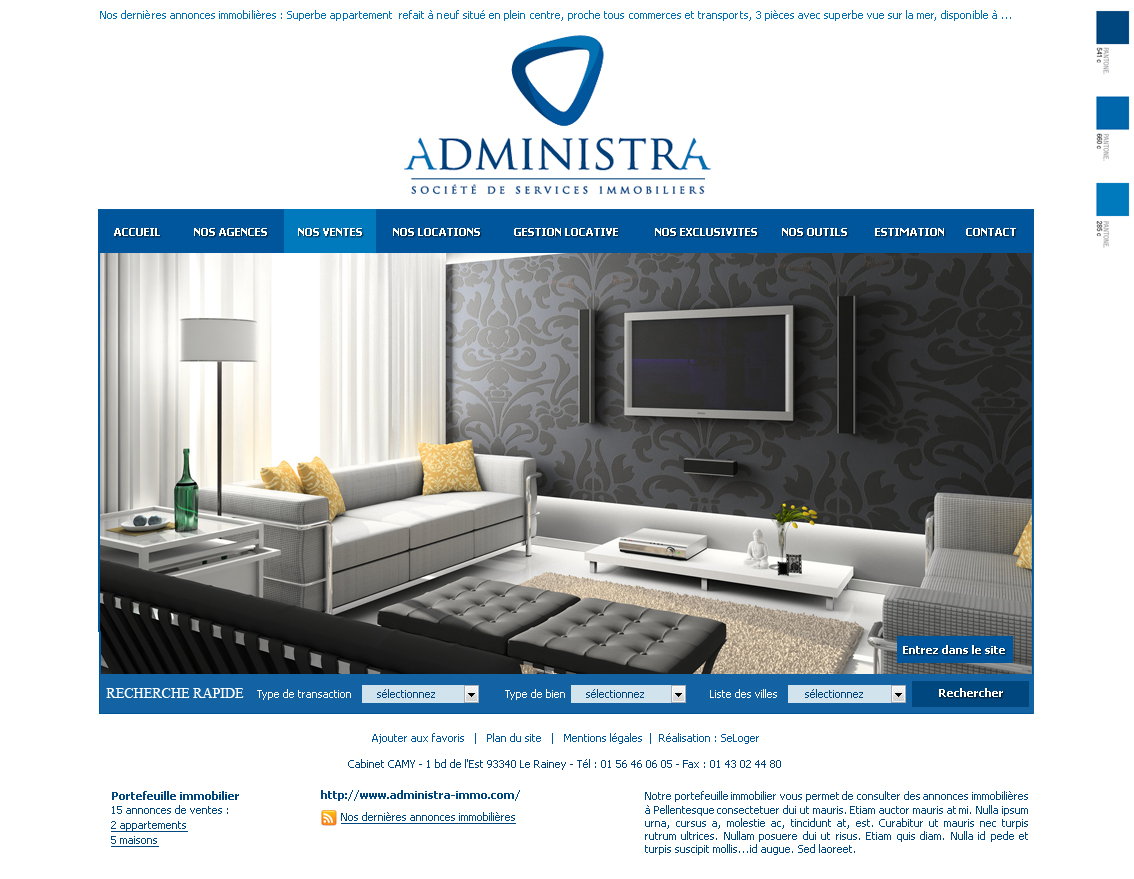 Nos dernières annonces immobilières : Superbe appartement refait à neuf situé en plein centre, proche tous commerces et transports, 3 pièces avec superbe vue sur la mer, disponible à ...
PANTONE.
541 c
PANTONE.
660 c
PANTONE.
285 c
ADMINISTRA
SOCIÉTÉ DE SERVICES IMMOBILIERS
ACCUEIL NOS AGENCES NOS VENTES NOS LOCATIONS GESTION LOCATIVE NOS EXCLUSIVITES NOS OUTILS ESTIMATION CONTACT
Entrez dans le site
RECHERCHE RAPIDE Type de transaction sélectionnez Type de bien sélectionnez Liste des villes sélectionnez Rechercher
Ajouter aux favoris | Plan du site | Mentions légales | Réalisation : SeLoger
Cabinet CAMY - 1 bd de l'Est 93340 Le Rainey - Tél : 01 56 46 06 05 - Fax : 01 43 02 44 80
Portefeuille immobilier
15 annonces de ventes :
2 appartements
5 maisons
http://www.administra-immo.com/
Nos dernières annonces immobilières
Notre portefeuille immobilier vous permet de consulter des annonces immobilières
à Pellentesque consectetuer dui ut mauris. Etiam auctor mauris at mi. Nulla ipsum
urna, cursus a, molestie ac, tincidunt at, est. Curabitur ut mauris nec turpis
rutrum ultrices. Nullam posuere dui ut risus. Etiam quis diam. Nulla id pede et
turpis suscipit mollis...id augue. Sed laoreet.